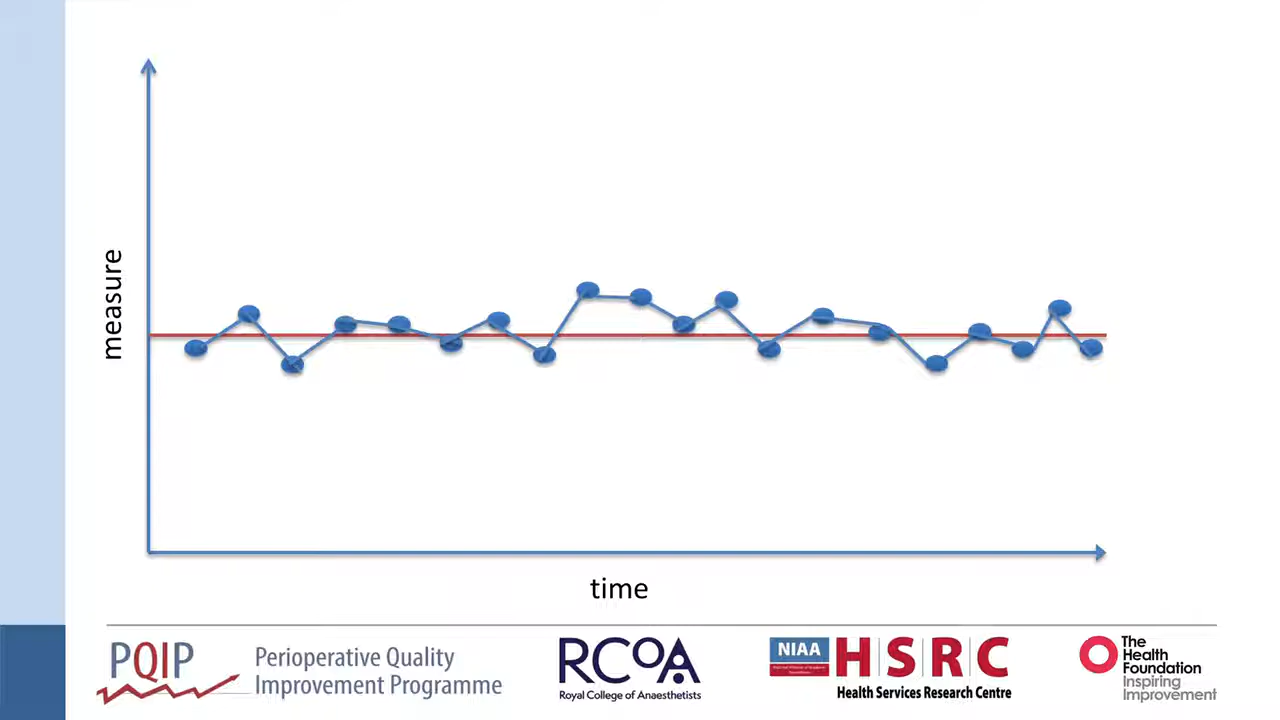 measure
time
PQIP
Perioperative Quality
Improvement Programme
RCOA
Royal College of Anaesthetists
NIAA
HSRC
Health Services Research Centre
The
Health
Foundation
Inspiring
Improvement